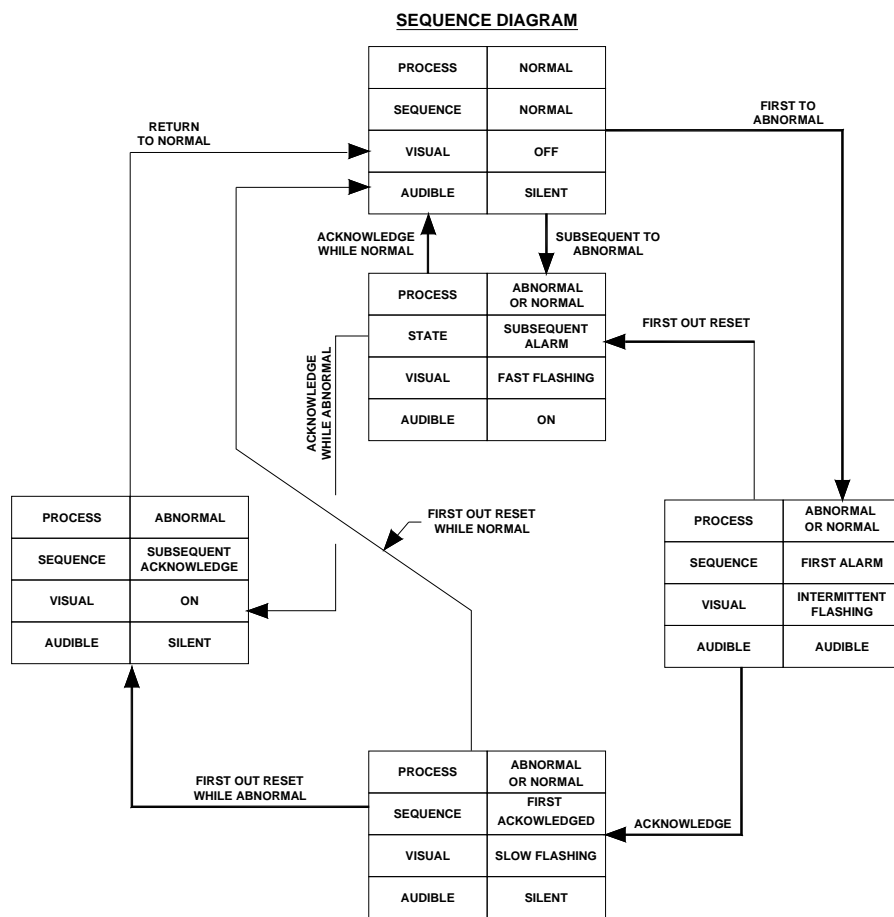 SEQUENCE DIAGRAM
PROCESS NORMAL
SEQUENCE NORMAL
VISUAL OFF
AUDIBLE SILENT
FIRST TO
ABNORMAL
RETURN
TO NORMAL
ACKNOWLEDGE
WHILE NORMAL
SUBSEQUENT TO
ABNORMAL
PROCESS
ABNORMAL
OR NORMAL
STATE
SUBSEQUENT
ALARM
VISUAL FAST FLASHING
AUDIBLE ON
FIRST OUT RESET
ACKNOWLEDGE
WHILE ABNORMAL
FIRST OUT RESET
WHILE NORMAL
PROCESS ABNORMAL
SEQUENCE
SUBSEQUENT
ACKNOWLEDGE
VISUAL ON
AUDIBLE SILENT
PROCESS
ABNORMAL
OR NORMAL
SEQUENCE FIRST ALARM
VISUAL
INTERMITTENT
FLASHING
AUDIBLE AUDIBLE
FIRST OUT RESET
WHILE ABNORMAL
PROCESS
ABNORMAL
OR NORMAL
SEQUENCE
FIRST
ACKOWLEDGED
VISUAL SLOW FLASHING
AUDIBLE SILENT
ACKNOWLEDGE